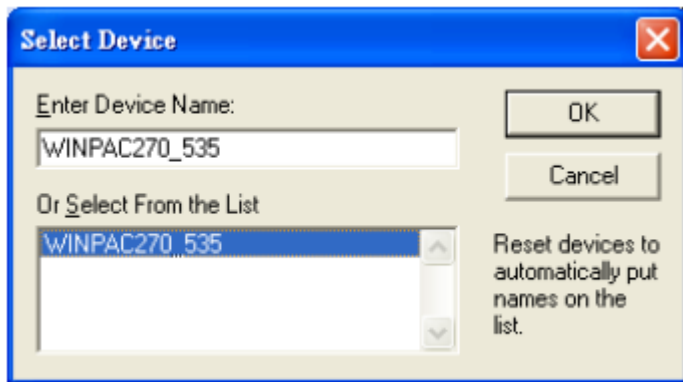 Select Device
Enter Device Name:
OK
WINPAC270_535
Cancel
Or Select From the List
WINPAC270_535
Reset devices to
automatically put
names on the
list.